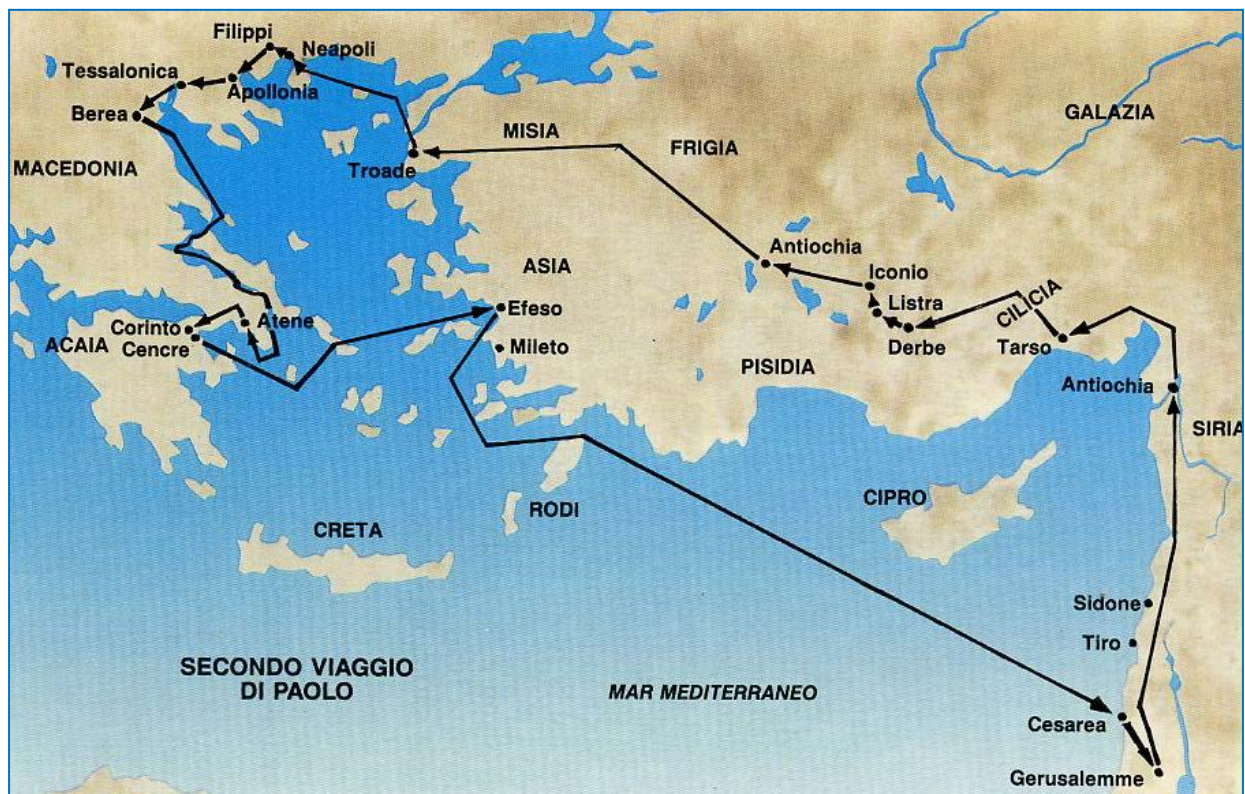 Filippi
Neapoli
Tessalonica
Apollonia
Berea
MACEDONIA
Troade
MISIA
FRIGIA
GALAZIA
Antiochia
Iconio
Listra
Derbe
CILICIA
Tarso
ASIA
Efeso
Mileto
PISIDIA
Antiochia
SIRIA
Corinto
Atene
ACAIA
Cencre
CRETA
RODI
CIPRO
Sidone
Tiro
SECONDO VIAGGIO
DI PAOLO
MAR MEDITERRANEO
Cesarea
Gerusalemme